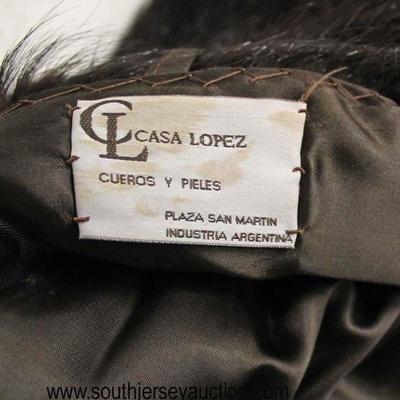 CL CASA LOPEZ
CUEROS Y PIELES
PLAZA SAN MARTIN
INDUSTRIA ARGENTINA
www.southjerseyauction.com